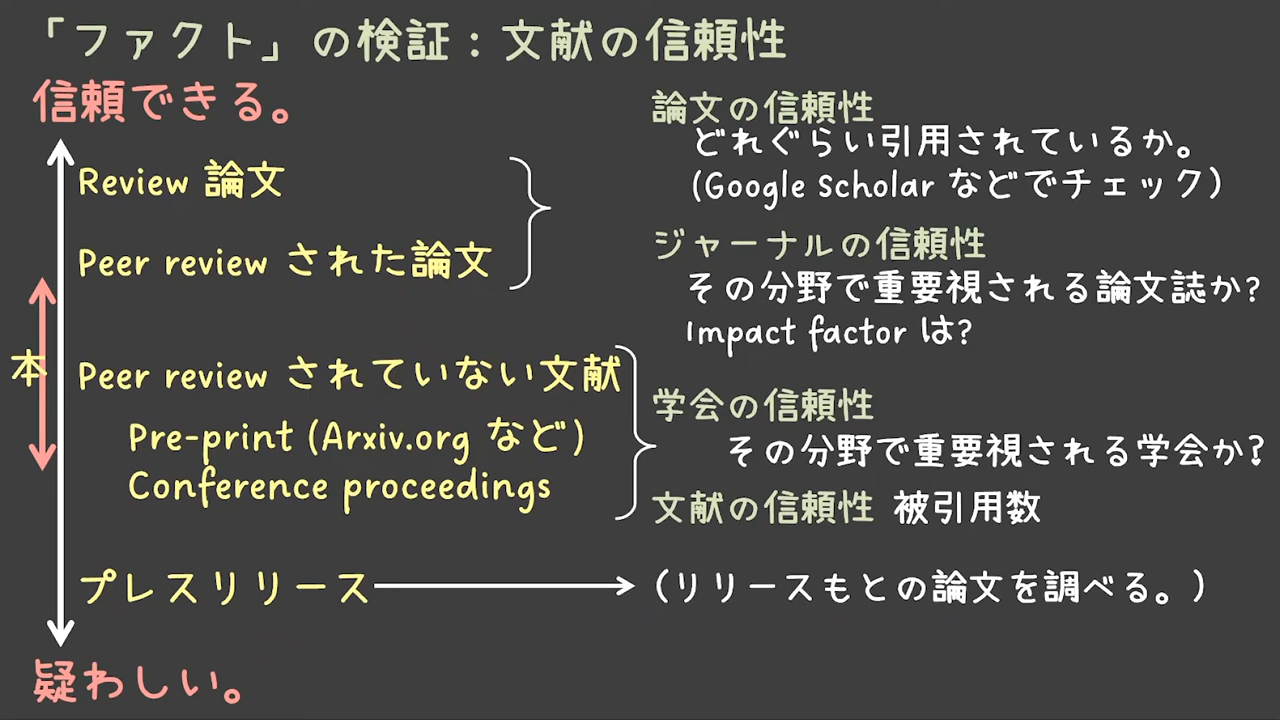 「ファクト」の検証：文献の信頼性
信頼できる。
Review 論文
Peer review された論文
本
Peer review されていない文献
Pre-print (Arxiv.org など)
Conference proceedings
プレスリリース
疑わしい。
論文の信頼性
どれぐらい引用されているか。
(Google Scholar などでチェック)
ジャーナルの信頼性
その分野で重要視される論文誌か?
Impact factor は?
学会の信頼性
その分野で重要視される学会か?
文献の信頼性 被引用数
(リリースもとの論文を調べる。)